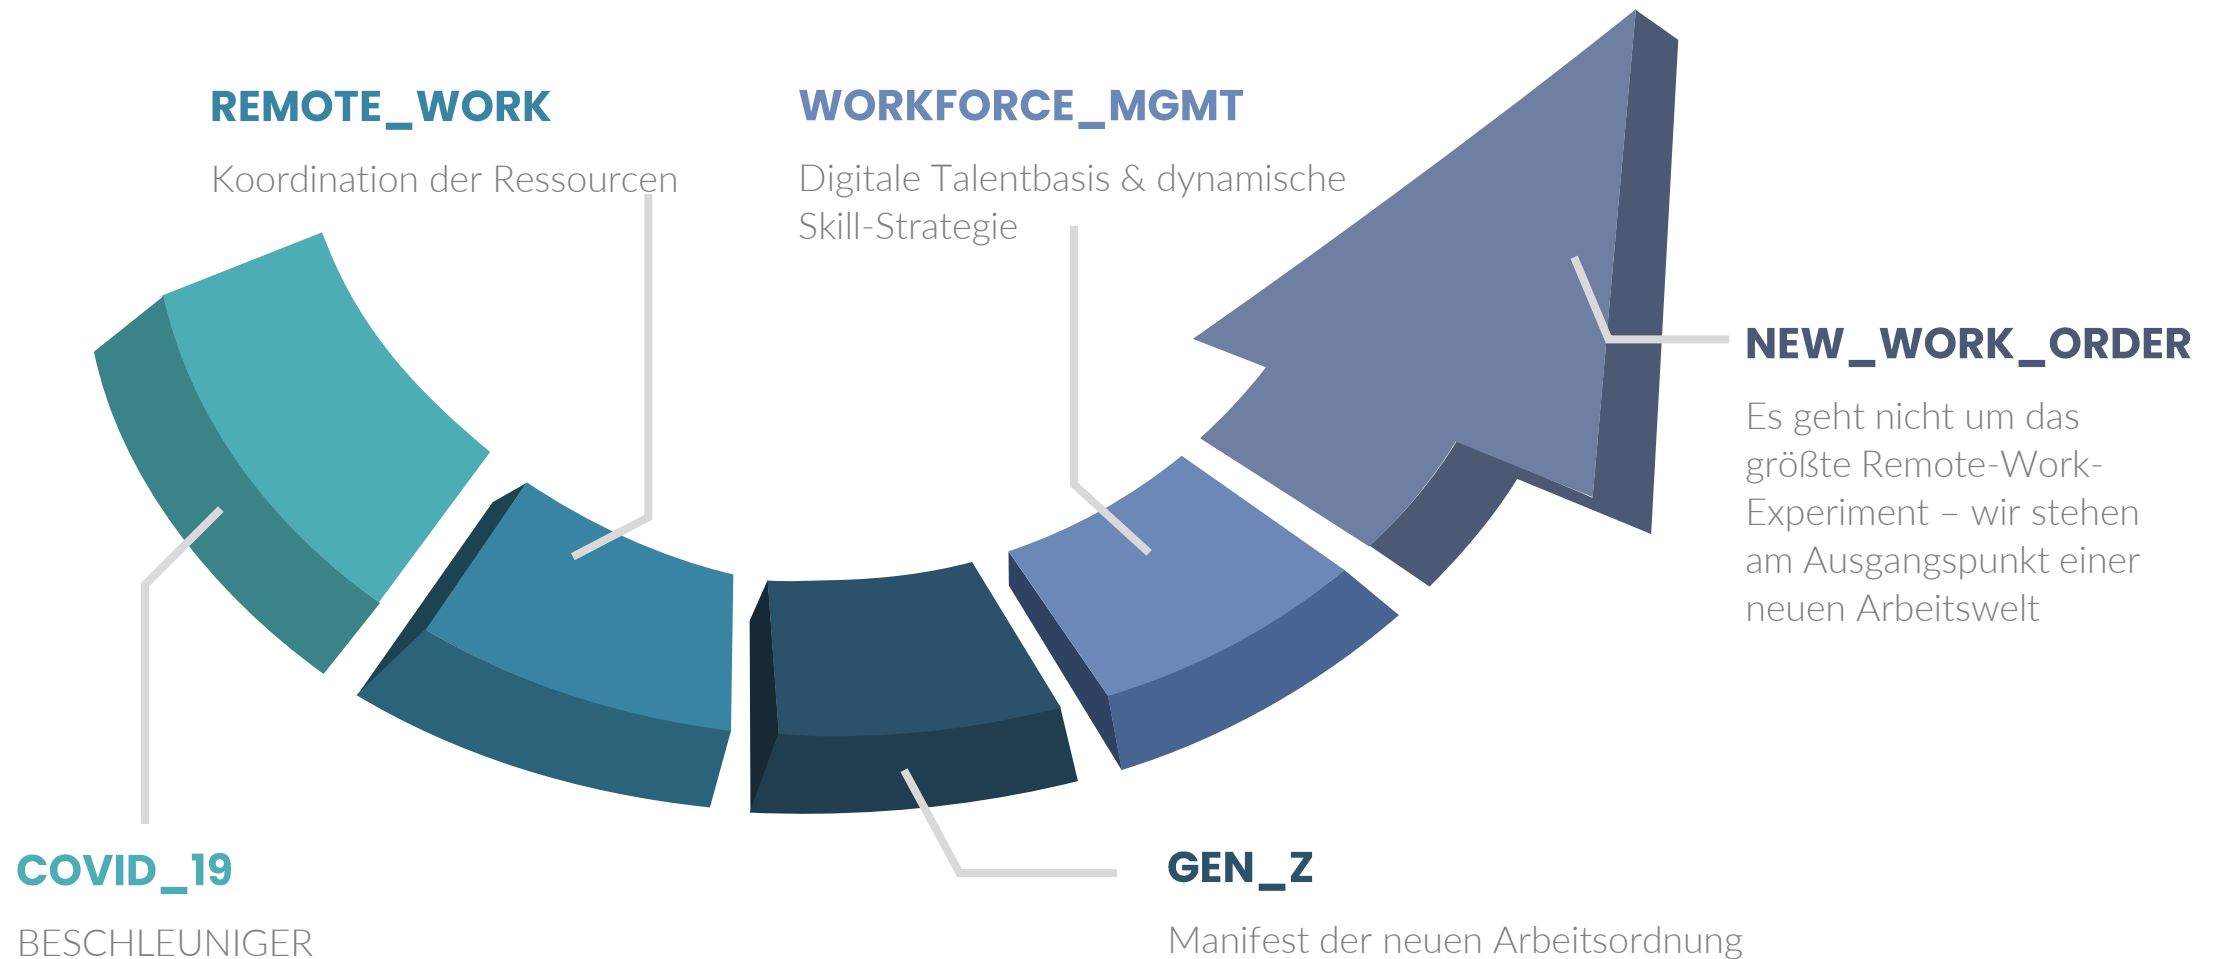 REMOTE_WORK
Koordination der Ressourcen
WORKFORCE_MGMT
Digitale Talentbasis & dynamische
Skill-Strategie
NEW_WORK_ORDER
Es geht nicht um das
größte Remote-Work-
Experiment – wir stehen
am Ausgangspunkt einer
neuen Arbeitswelt
COVID_19
BESCHLEUNIGER
GEN_Z
Manifest der neuen Arbeitsordnung